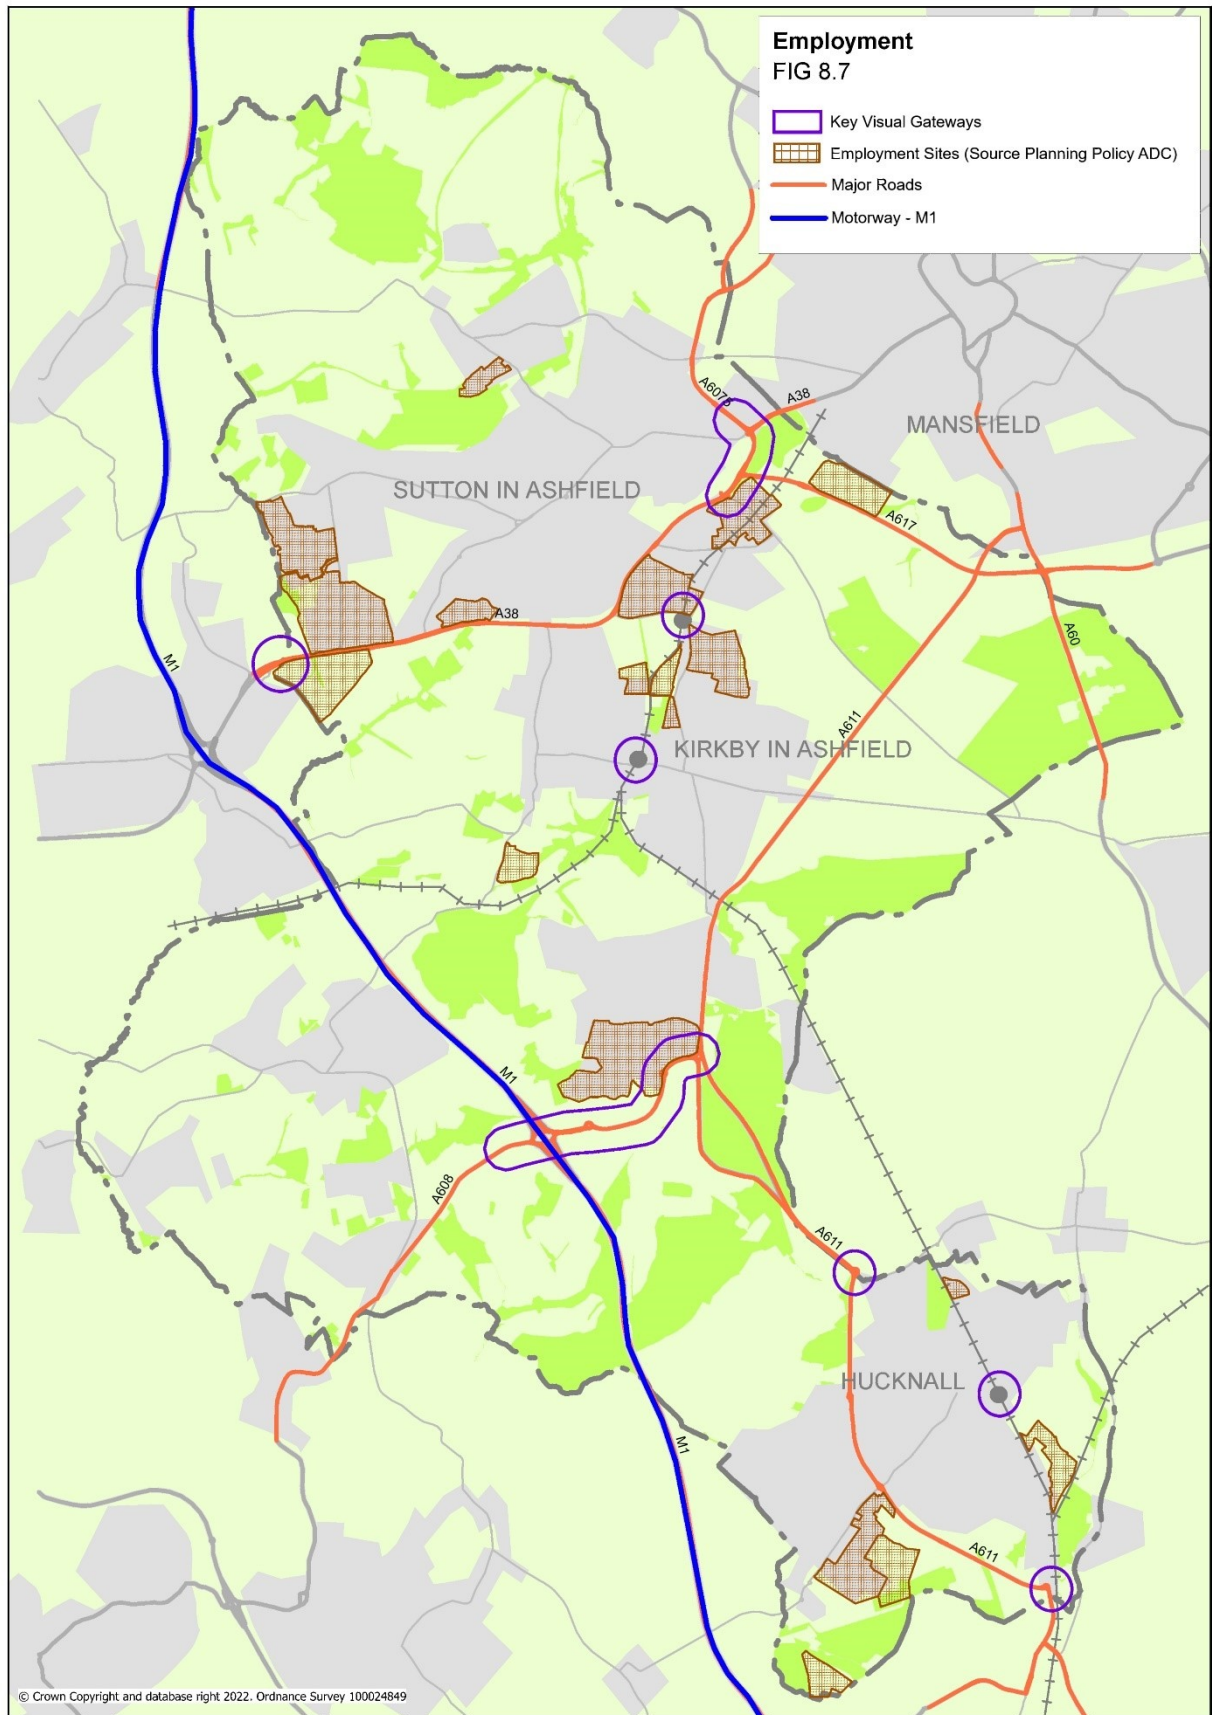 Employment
FIG 8.7
Key Visual Gateways
Employment Sites (Source Planning Policy ADC)
Major Roads
Motorway - M1
A6075
A38
MANSFIELD
SUTTON IN ASHFIELD
A617
A38
A60
M1
A611
KIRKBY IN ASHFIELD
M1
A608
A611
HUCKNALL
M1
A611
© Crown Copyright and database right 2022. Ordnance Survey 100024849